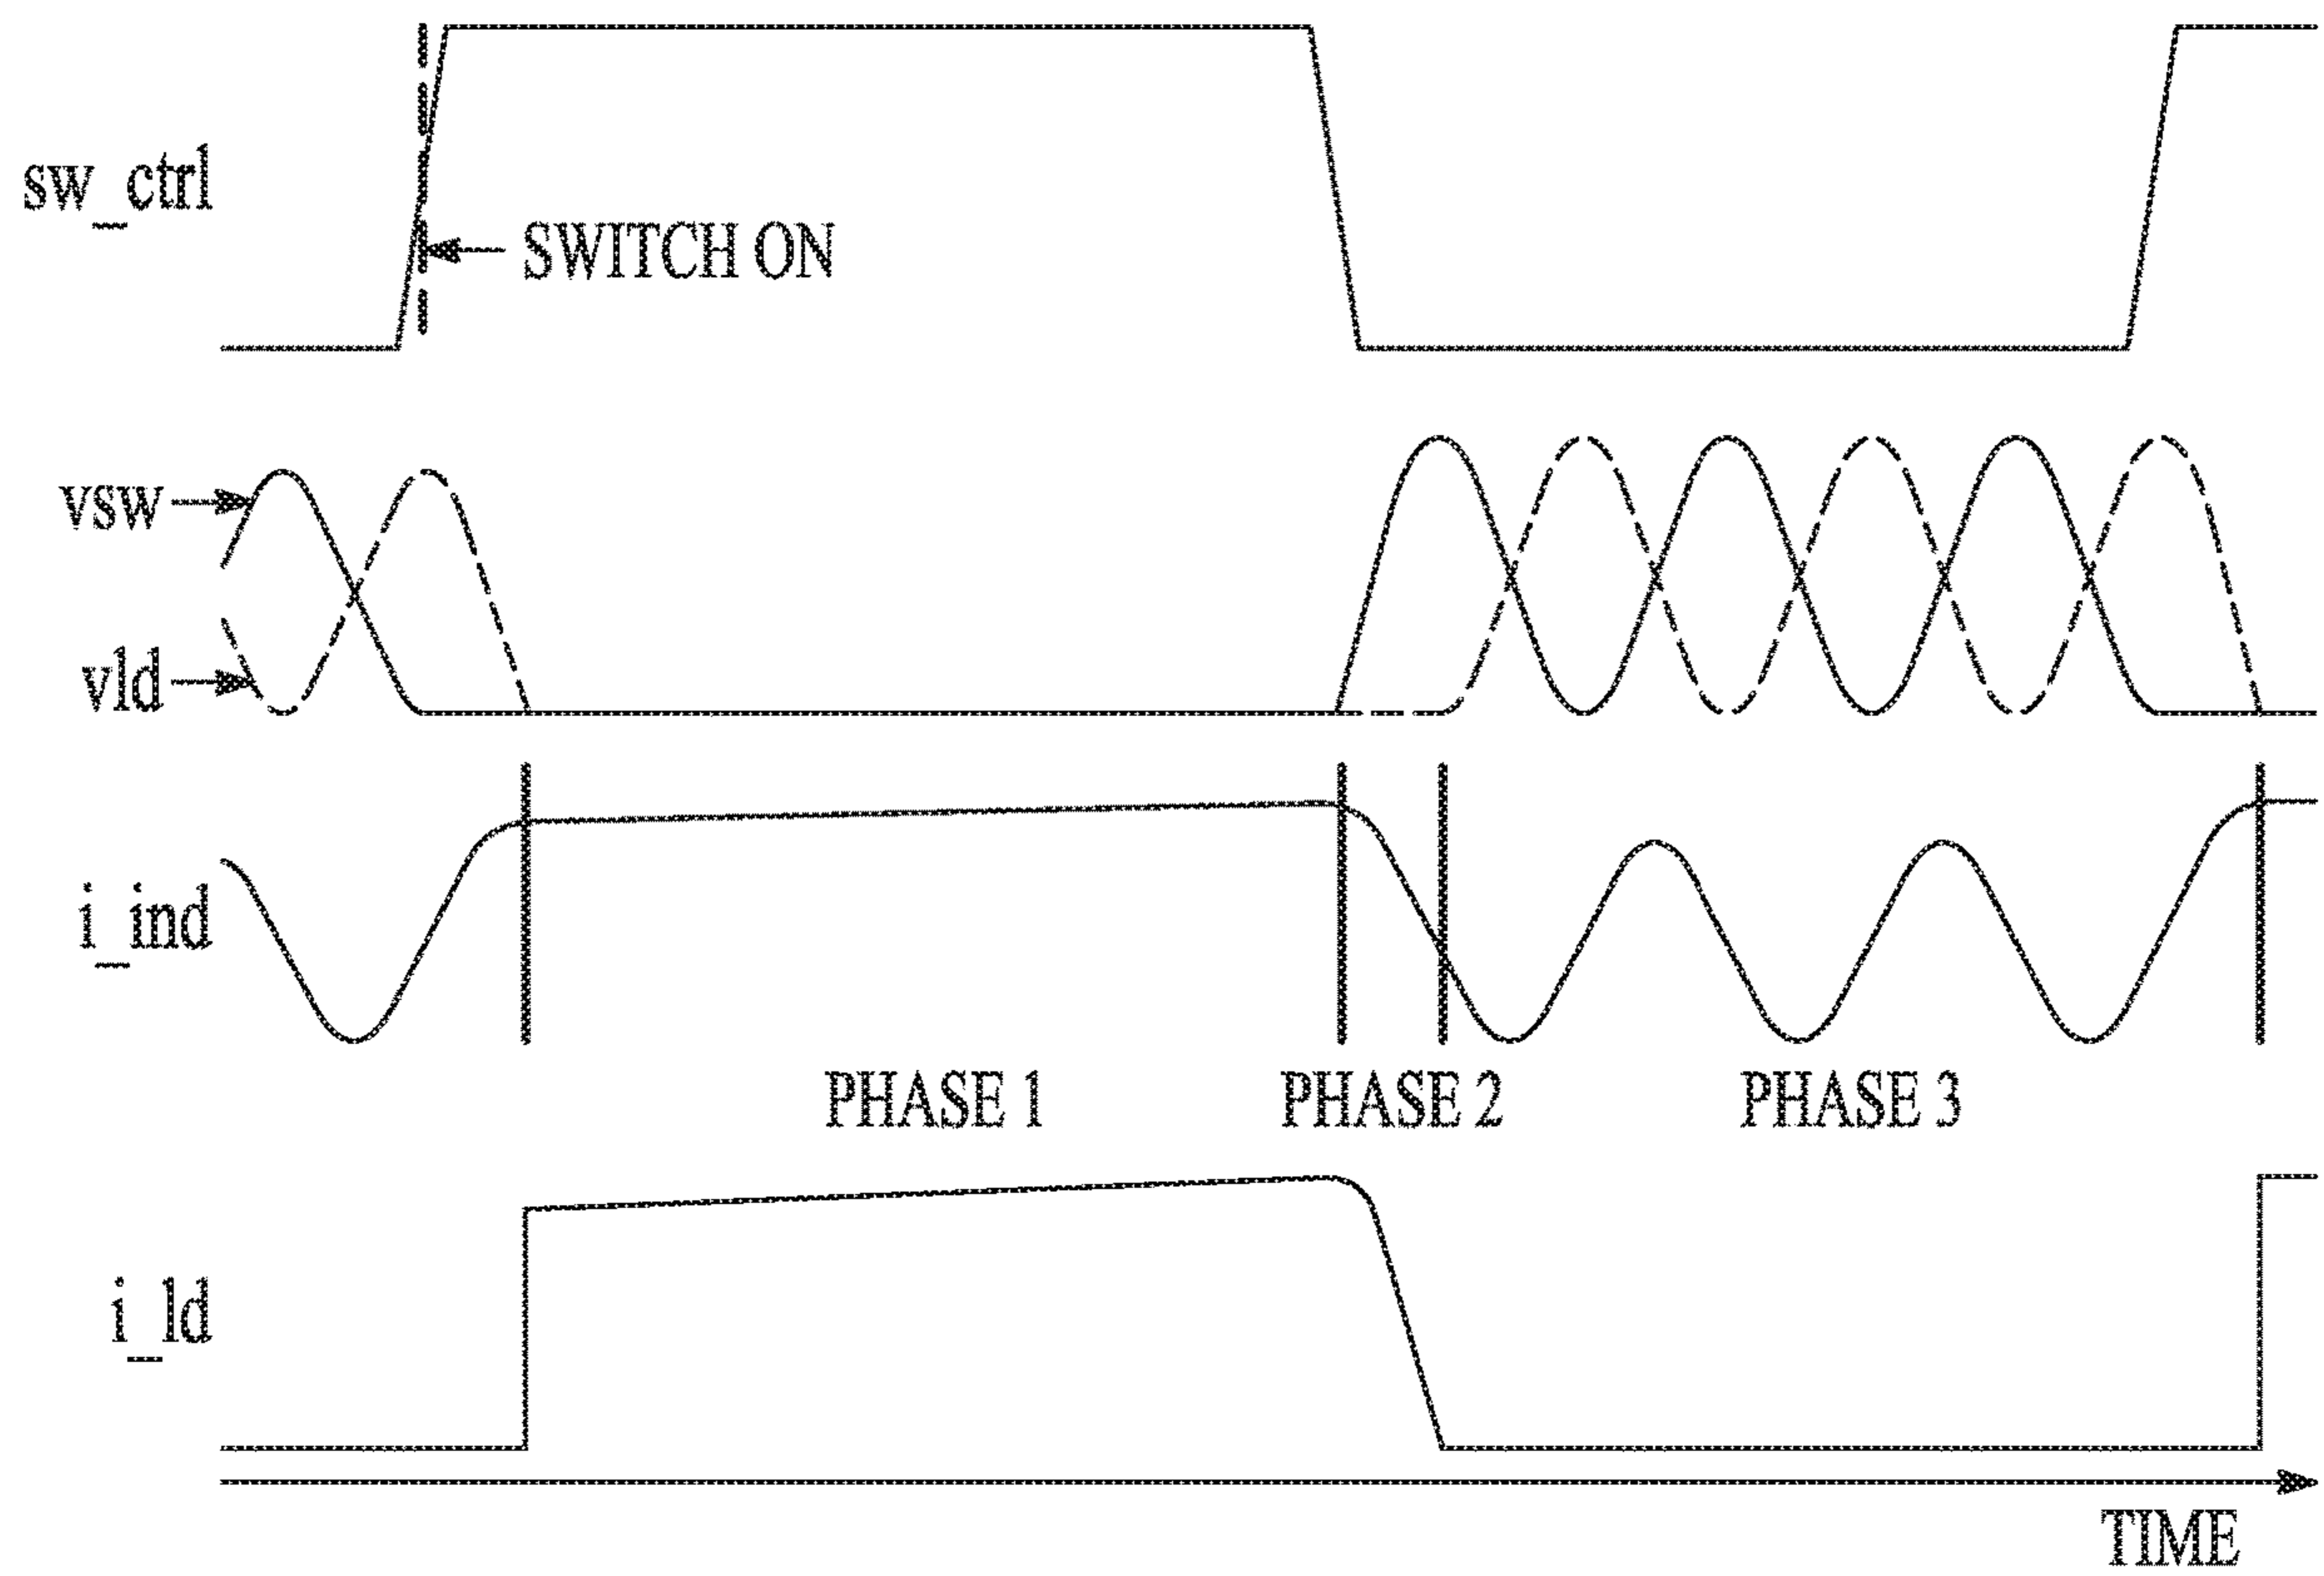 sw_ctrl
SWITCH ON
vsw
vld
i_ind
PHASE 1 PHASE 2 PHASE 3
i_ld
TIME